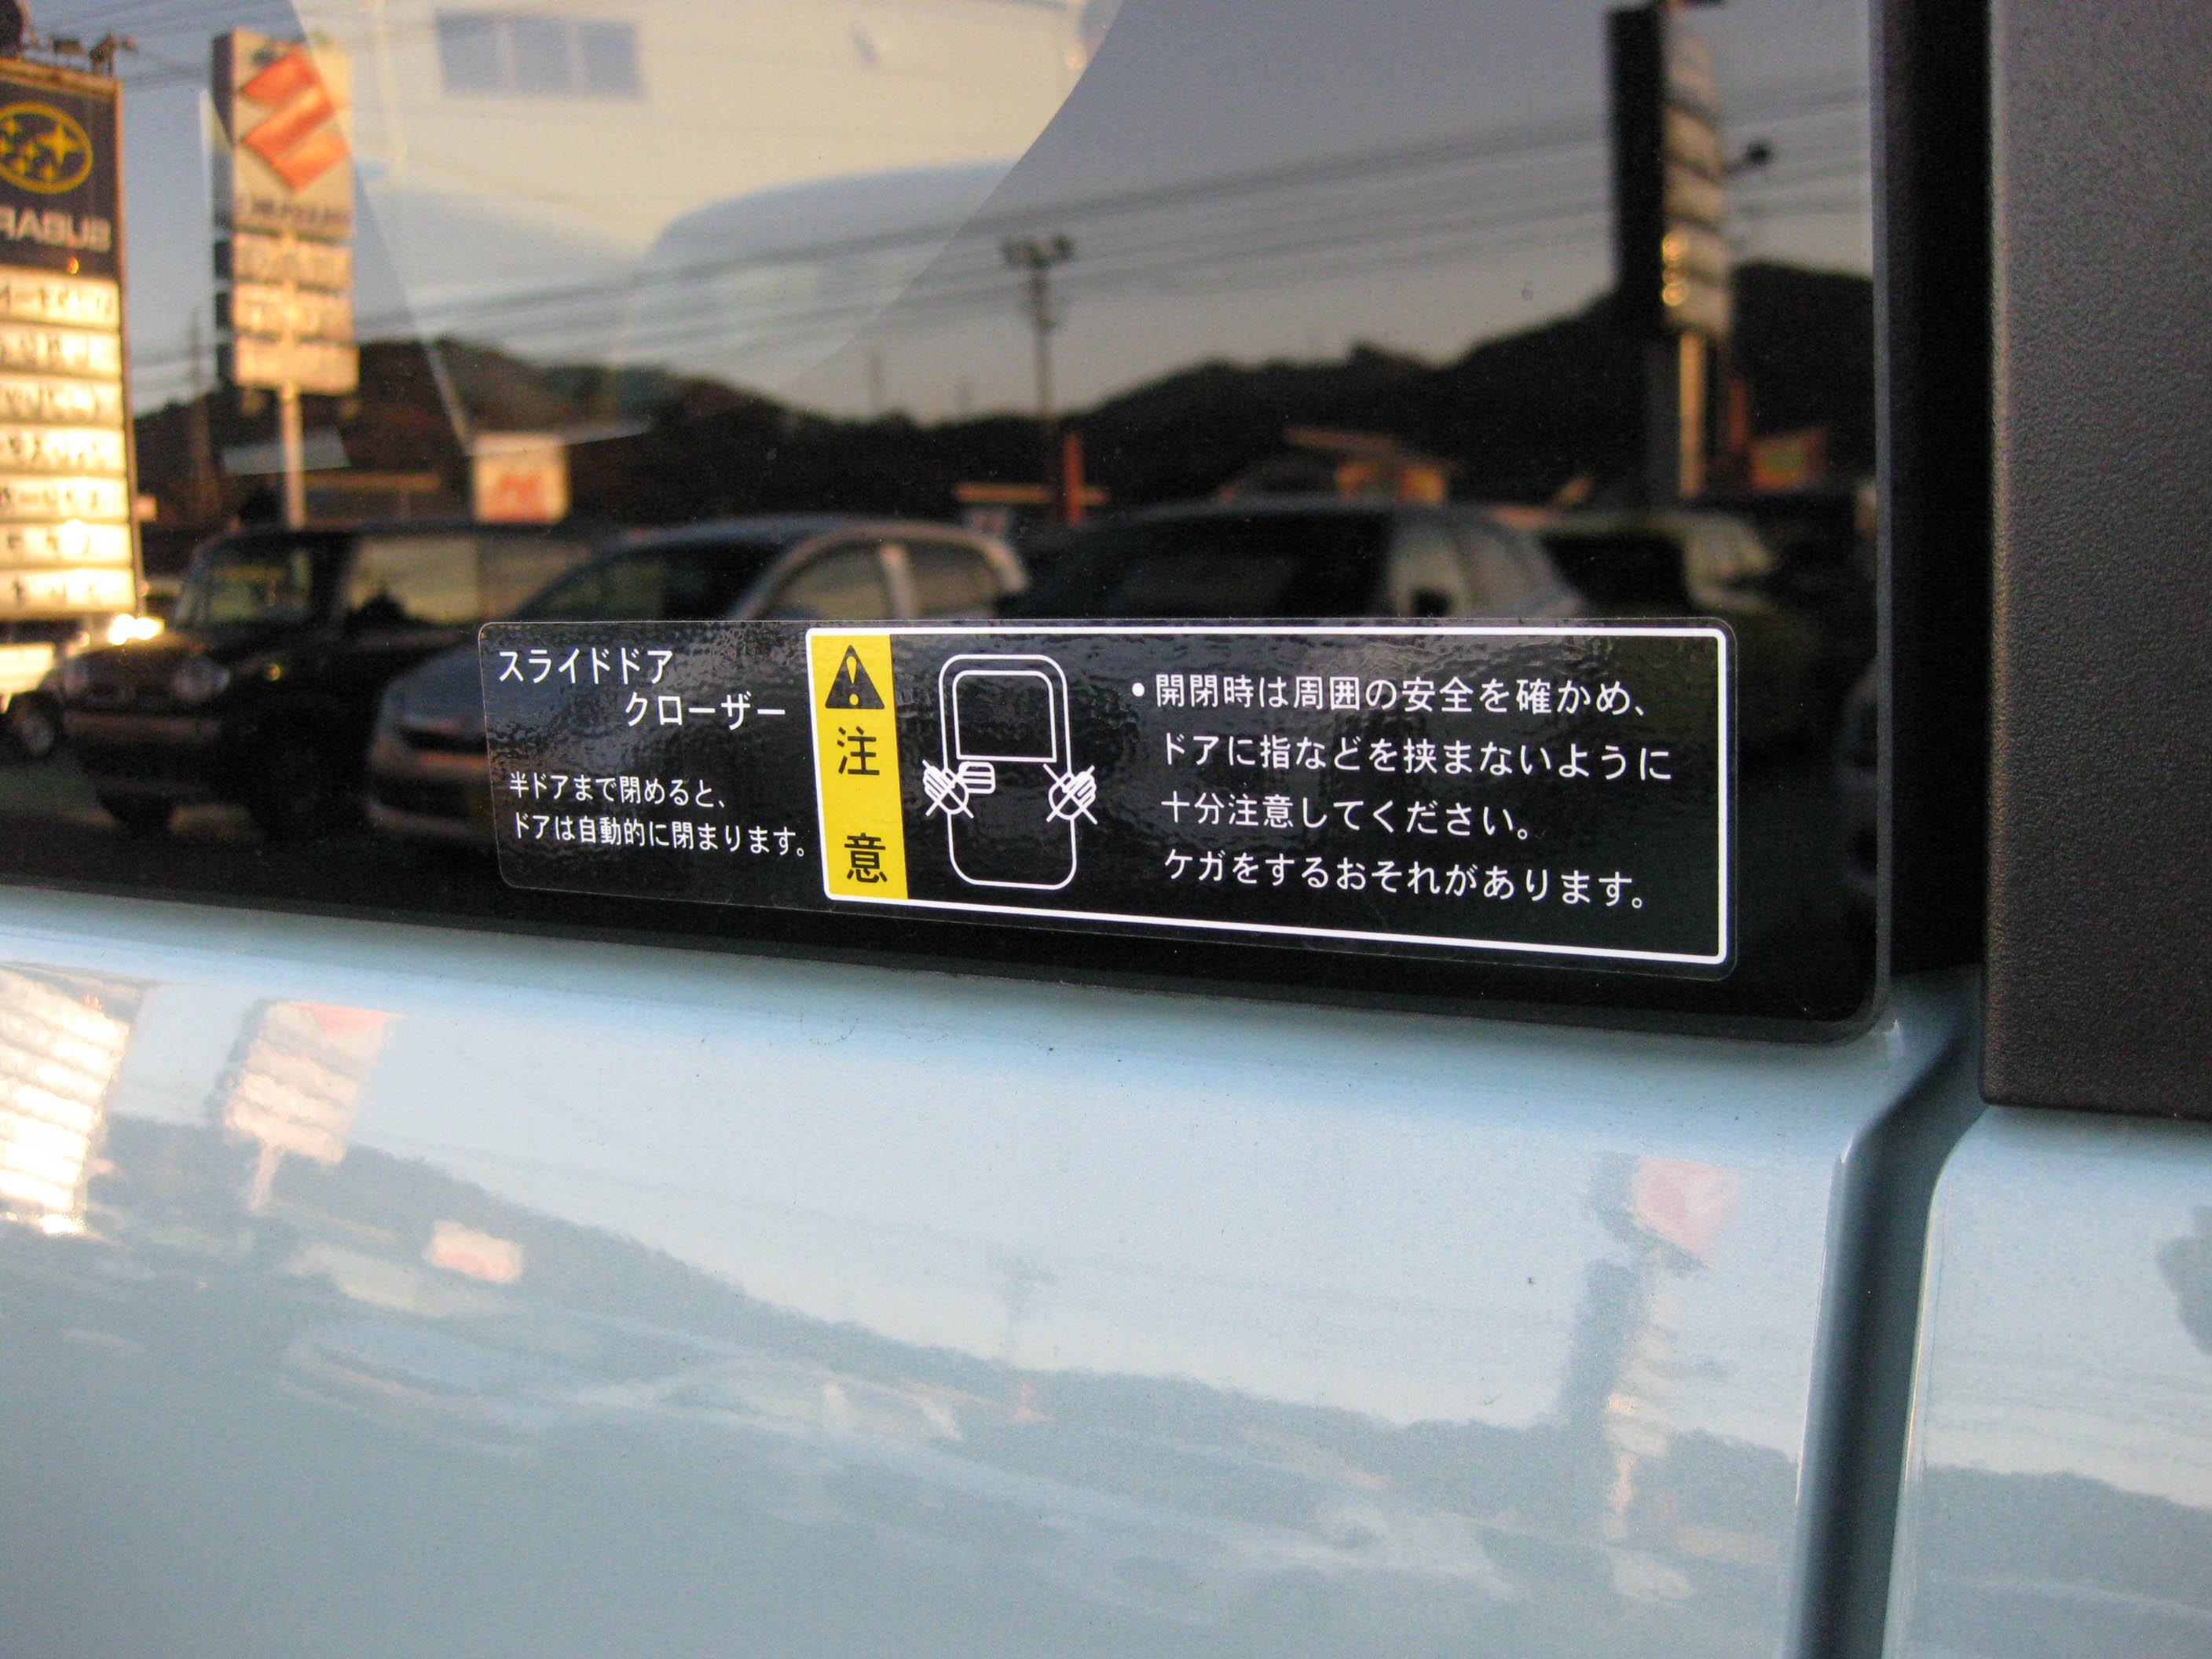 スライドドア
クローザー
半ドアまで閉めると、
ドアは自動的に閉まります。
注意
•開閉時は周囲の安全を確かめ、
ドアに指などを挟まないように
十分注意してください。
ケガをするおそれがあります。